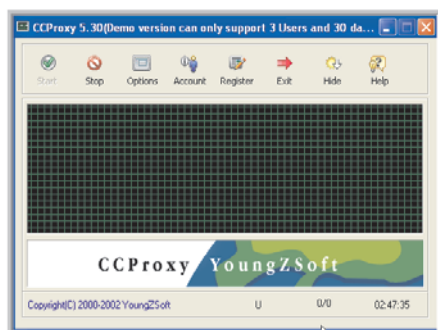 CCProxy 5.30(Demo version can only support 3 Users and 30 da...
Start Stop Options Account Register Exit Hide Help
CCProxy YoungZSoft
Copyright(C) 2000-2002 YoungZSoft U 0/0 02:47:35